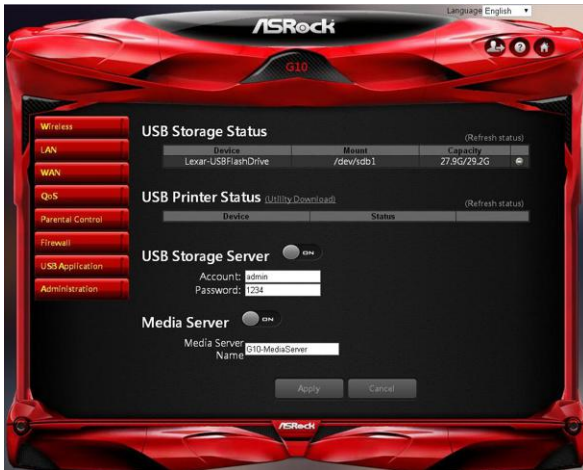 Language English
ASRock
G10
Wireless
LAN
WAN
QoS
Parental Control
Firewall
USB Application
Administration
USB Storage Status
(Refresh status)
Device Mount Capacity
Lexar-USBFlashDrive /dev/sdb1 27.9G/29.2G
USB Printer Status (Utility Download)
(Refresh status)
Device Status
USB Storage Server ON
Account: admin
Password: 1234
Media Server ON
Media Server
Name G10-MediaServer
Apply Cancel
ASRock